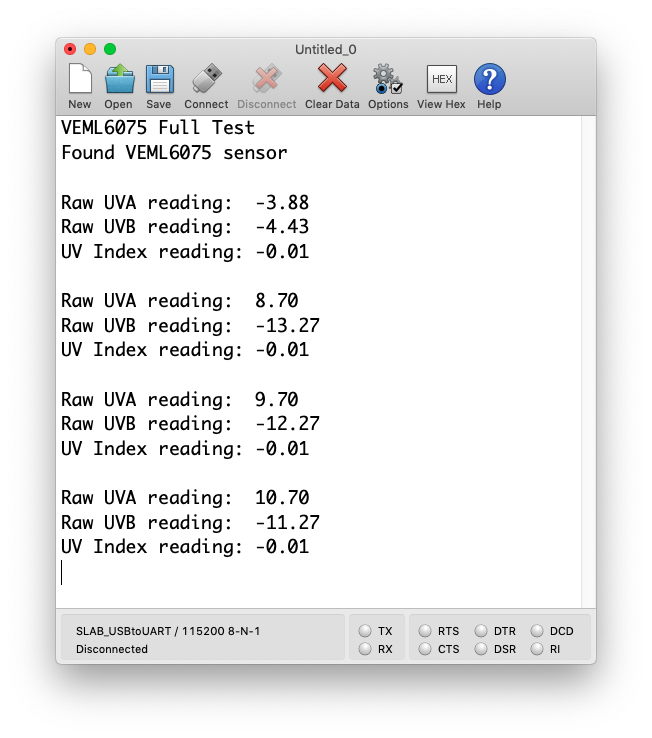 Untitled_0
New Open Save Connect Disconnect Clear Data Options View Hex Help
HEX
?
VEML6075 Full Test
Found VEML6075 sensor
Raw UVA reading:  -3.88
Raw UVB reading:  -4.43
UV Index reading: -0.01
Raw UVA reading:  8.70
Raw UVB reading:  -13.27
UV Index reading: -0.01
Raw UVA reading:  9.70
Raw UVB reading:  -12.27
UV Index reading: -0.01
Raw UVA reading:  10.70
Raw UVB reading:  -11.27
UV Index reading: -0.01
SLAB_USBtoUART / 115200 8-N-1
Disconnected
TX RTS DTR DCD
RX CTS DSR RI